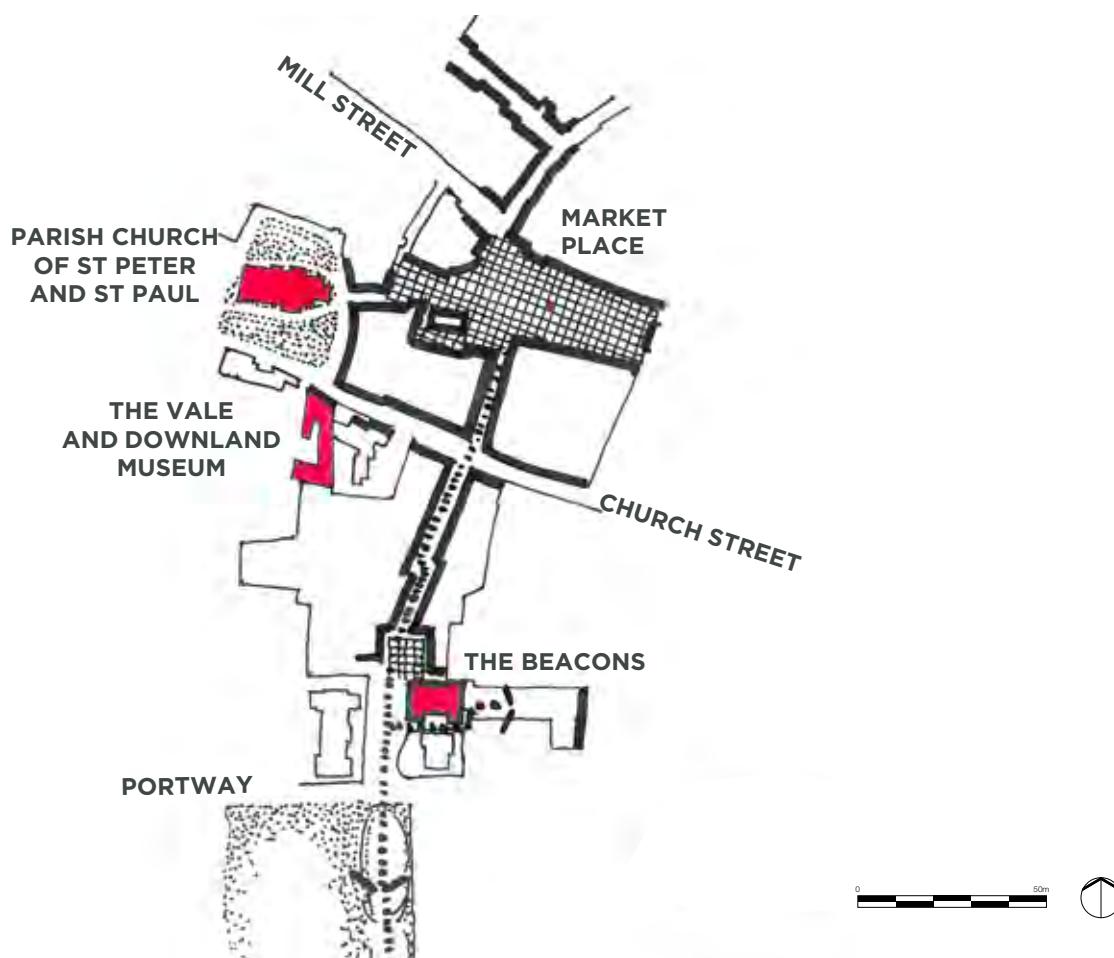 MILL STREET
MARKET
PLACE
PARISH CHURCH
OF ST PETER
AND ST PAUL
THE VALE
AND DOWNLAND
MUSEUM
CHURCH STREET
THE BEACONS
PORTWAY
0
50m